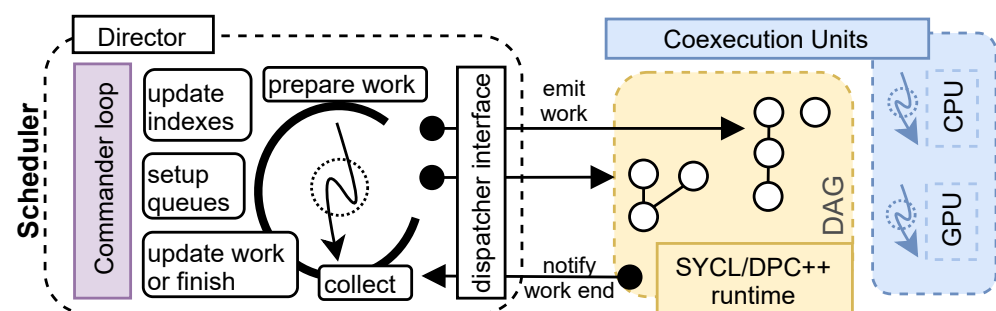 Scheduler
Director
Commander loop
update
indexes
setup
queues
update work
or finish
prepare work
collect
dispatcher interface
emit
work
notify
work end
Coexecution Units
DAG
SYCL/DPC++
runtime
CPU
GPU